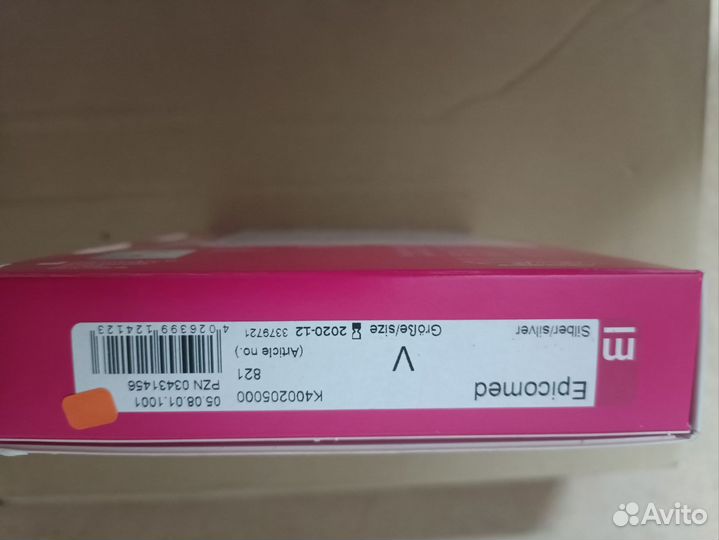 Epicomed
K400205000
05.08.01.1001
821
PZN 03431456
(Article no.)
V
Größe/size
2020-12
3379721
Silber/silver
4 026399 124123
Avito